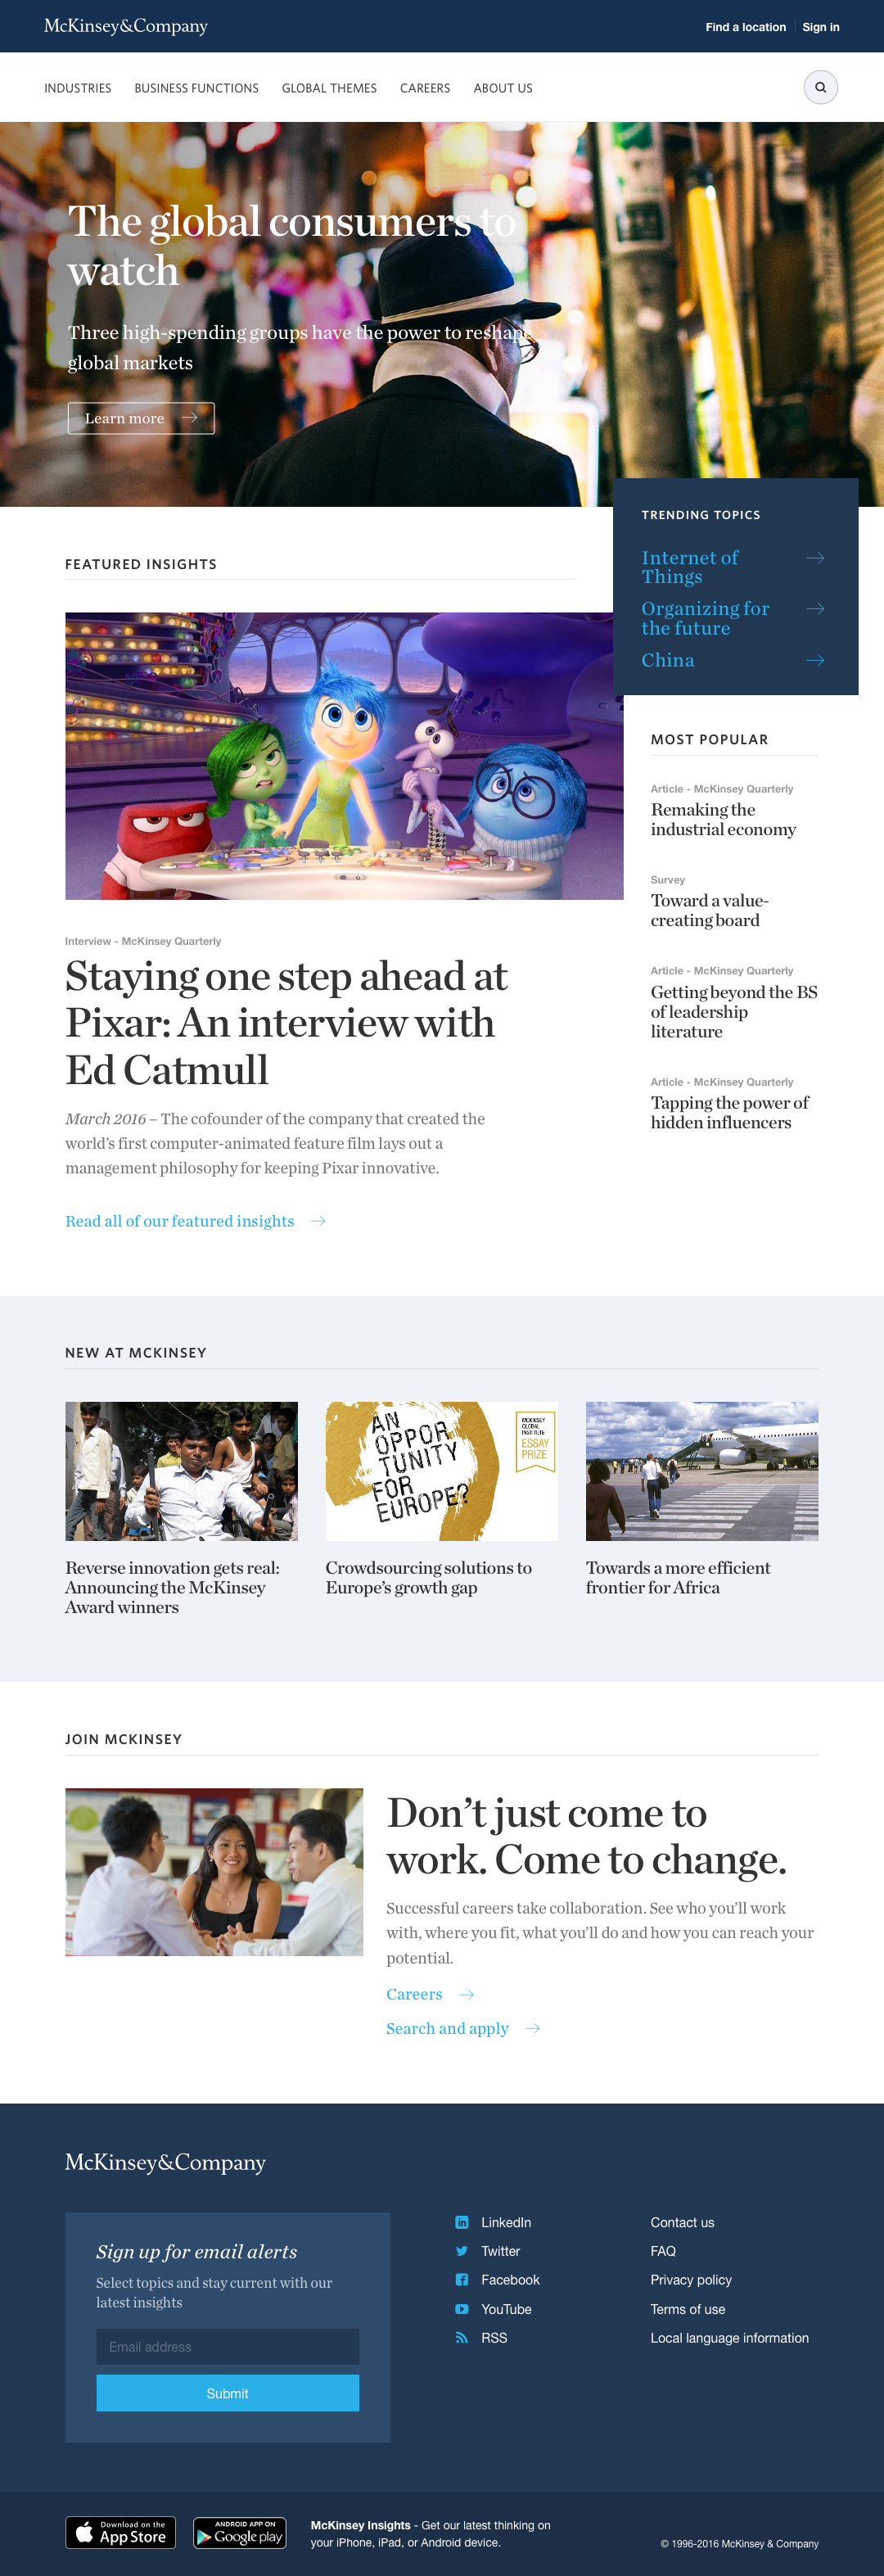 McKinsey&Company
Find a location
Sign in
INDUSTRIES
BUSINESS FUNCTIONS
GLOBAL THEMES
CAREERS
ABOUT US
The global consumers to
watch
Three high-spending groups have the power to reshape
global markets
Learn more
TRENDING TOPICS
Internet of
Things
Organizing for
the future
China
FEATURED INSIGHTS
Interview - McKinsey Quarterly
Staying one step ahead at
Pixar: An interview with
Ed Catmull
March 2016 – The cofounder of the company that created the
world’s first computer-animated feature film lays out a
management philosophy for keeping Pixar innovative.
Read all of our featured insights
MOST POPULAR
Article - McKinsey Quarterly
Remaking the
industrial economy
Survey
Toward a value-
creating board
Article - McKinsey Quarterly
Getting beyond the BS
of leadership
literature
Article - McKinsey Quarterly
Tapping the power of
hidden influencers
NEW AT MCKINSEY
AN
OPPOR
TUNITY
FOR
EUROPE?
MCKINSEY
GLOBAL
INSTITUTE
ESSAY
PRIZE
Reverse innovation gets real:
Announcing the McKinsey
Award winners
Crowdsourcing solutions to
Europe’s growth gap
Towards a more efficient
frontier for Africa
JOIN MCKINSEY
Don’t just come to
work. Come to change.
Successful careers take collaboration. See who you’ll work
with, where you fit, what you’ll do and how you can reach your
potential.
Careers
Search and apply
McKinsey&Company
Sign up for email alerts
Select topics and stay current with our
latest insights
Email address
Submit
LinkedIn
Twitter
Facebook
YouTube
RSS
Contact us
FAQ
Privacy policy
Terms of use
Local language information
Download on the
App Store
ANDROID APP ON
Google play
McKinsey Insights - Get our latest thinking on
your iPhone, iPad, or Android device.
© 1996-2016 McKinsey & Company